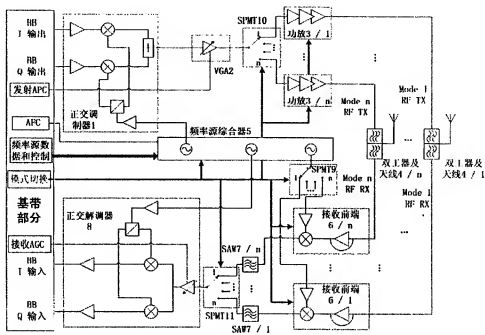 BB
I 输出
BB
Q 输出
发射APC
AFC
频率源数
据和控制
模式切换
基带
部分
接收AGC
BB
I 输入
BB
Q 输入
正交调
制器1
VGA2
SPMT10
1
n
功放3 / 1
功放3 / n
Mode n
RF TX
Mode 1
RF TX
双工器及
天线4 / n
双工器及
天线4 / 1
频率源综合器5
SPMT9
1
n
Mode n
RF RX
Mode 1
RF RX
正交解调器
8
SAW7 / n
1
n
SPMT11
SAW7 / 1
接收前端
6 / n
接收前端
6 / 1